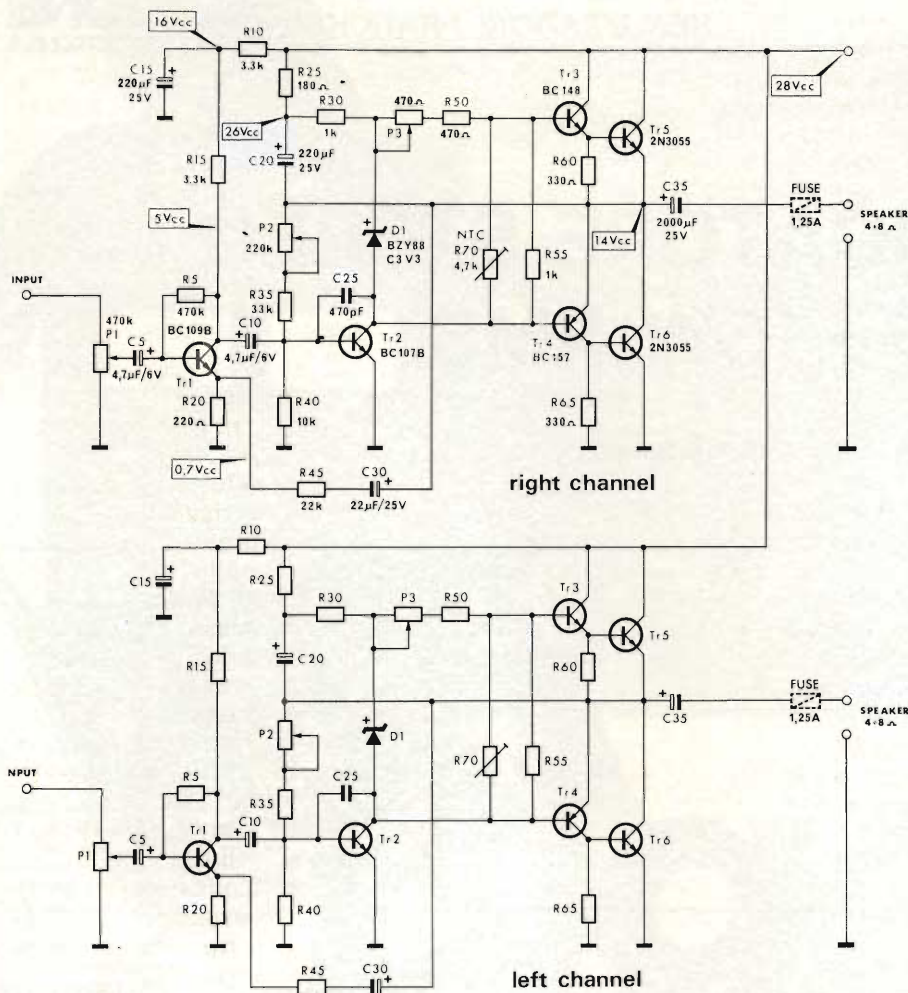 16Vcc
R10
3.3k
C15
220µF
25V
+
R25
180Ω
28Vcc
Tr3
BC148
R30
1k
470Ω
P3
R50
470Ω
Tr5
2N3055
26Vcc
+
C20
220µF
25V
R15
3.3k
R60
330Ω
C35
+
2000µF
25V
FUSE
1,25A
SPEAKER
4÷8Ω
5Vcc
P2
220k
+
D1
BZY88
C3V3
NTC
R70
4,7k
R55
1k
14Vcc
INPUT
R5
470k
470k
P1
BC109B
C5
+
4,7µF/6V
Tr1
C10
+
4,7µF/6V
R35
33k
C25
470pF
Tr2
BC107B
Tr4
BC157
Tr6
2N3055
R20
220Ω
R40
10k
R65
330Ω
0,7Vcc
R45
22k
C30
+
22µF/25V
right channel
R10
C15
+
R25
R30
P3
R50
Tr3
Tr5
R15
+
C20
R60
+
C35
FUSE
1,25A
SPEAKER
4÷8Ω
P2
+
D1
R70
R55
NPUT
R5
R35
C25
P1
C5
+
Tr1
+
C10
Tr2
Tr4
Tr6
R20
R40
R65
R45
C30
+
left channel